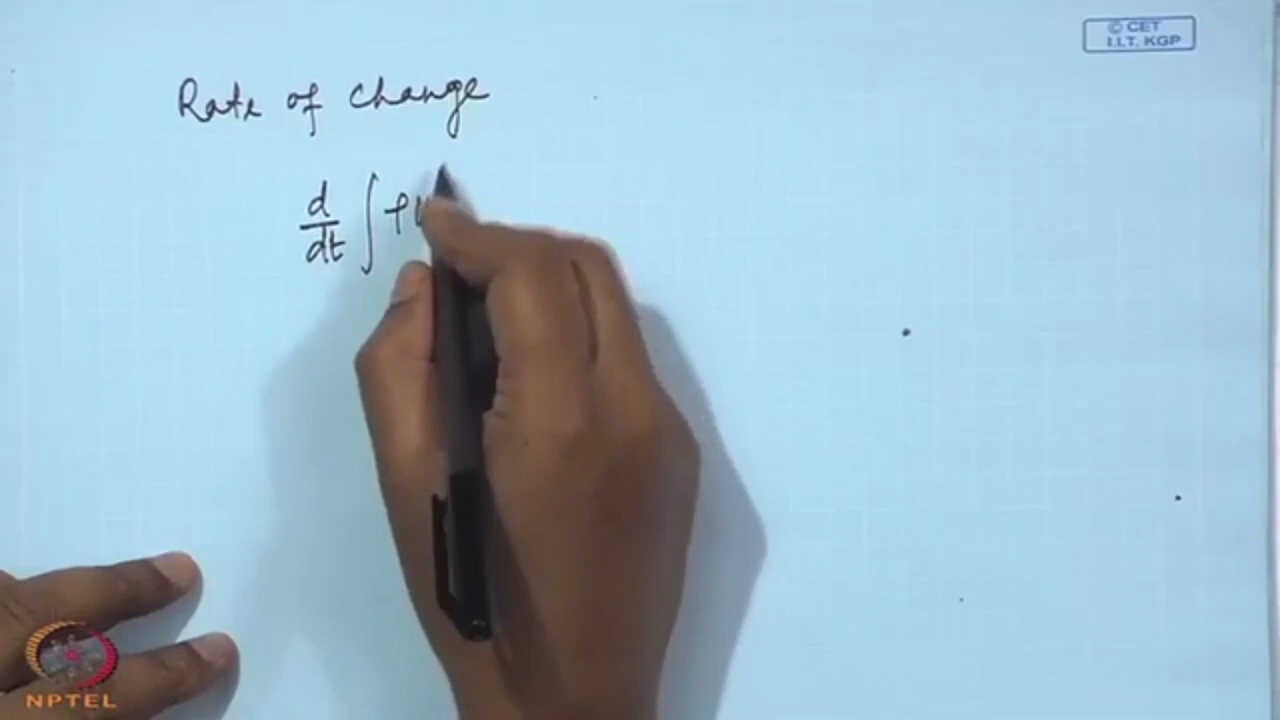 © CET
I.I.T. KGP
Rate of change
d/dt ∫ ρ
NPTEL